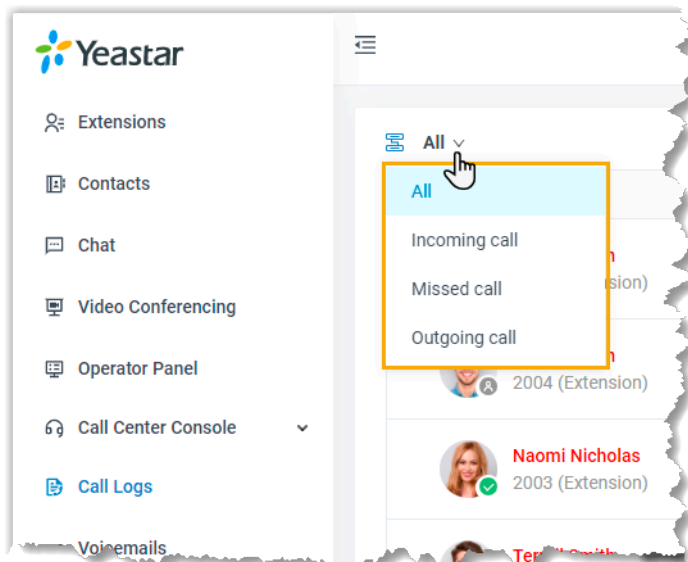 Yeastar
Extensions
Contacts
Chat
Video Conferencing
Operator Panel
Call Center Console
Call Logs
Voicemails
All
All
Incoming call
Missed call
Outgoing call
2004 (Extension)
Naomi Nicholas
2003 (Extension)